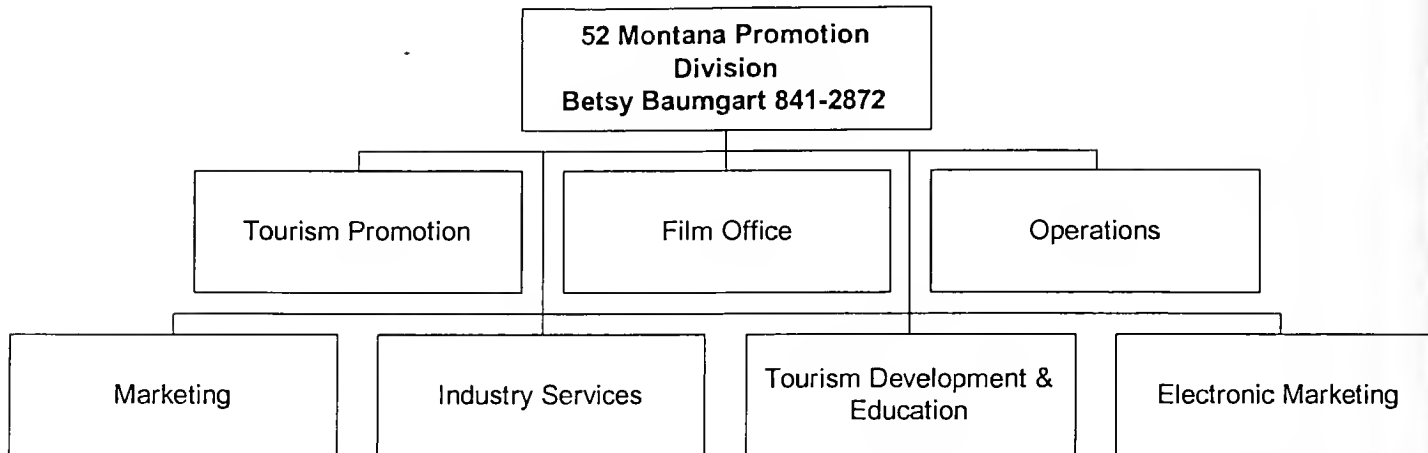 52 Montana Promotion
Division
Betsy Baumgart 841-2872
Tourism Promotion
Film Office
Operations
Marketing
Industry Services
Tourism Development &
Education
Electronic Marketing